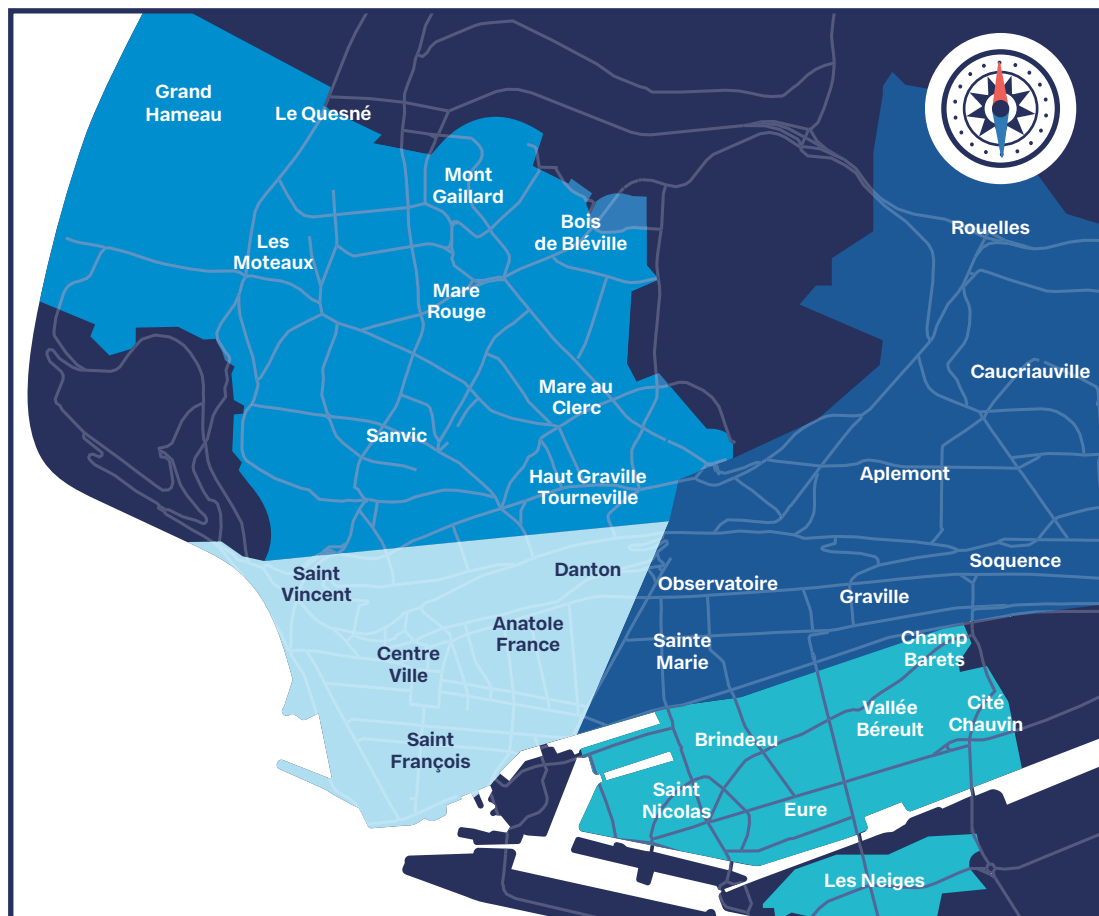 Grand
Hameau
Le Quesné
Mont
Gaillard
Bois
de Bléville
Rouelles
Les
Moteaux
Mare
Rouge
Caucriauville
Mare au
Clerc
Sanvic
Aplemont
Haut Graville
Tourneville
Soquence
Danton
Saint
Vincent
Observatoire
Graville
Anatole
France
Sainte
Marie
Champ
Barets
Centre
Ville
Vallée
Béreult
Cité
Chauvin
Brindeau
Saint
François
Saint
Nicolas
Eure
Les Neiges